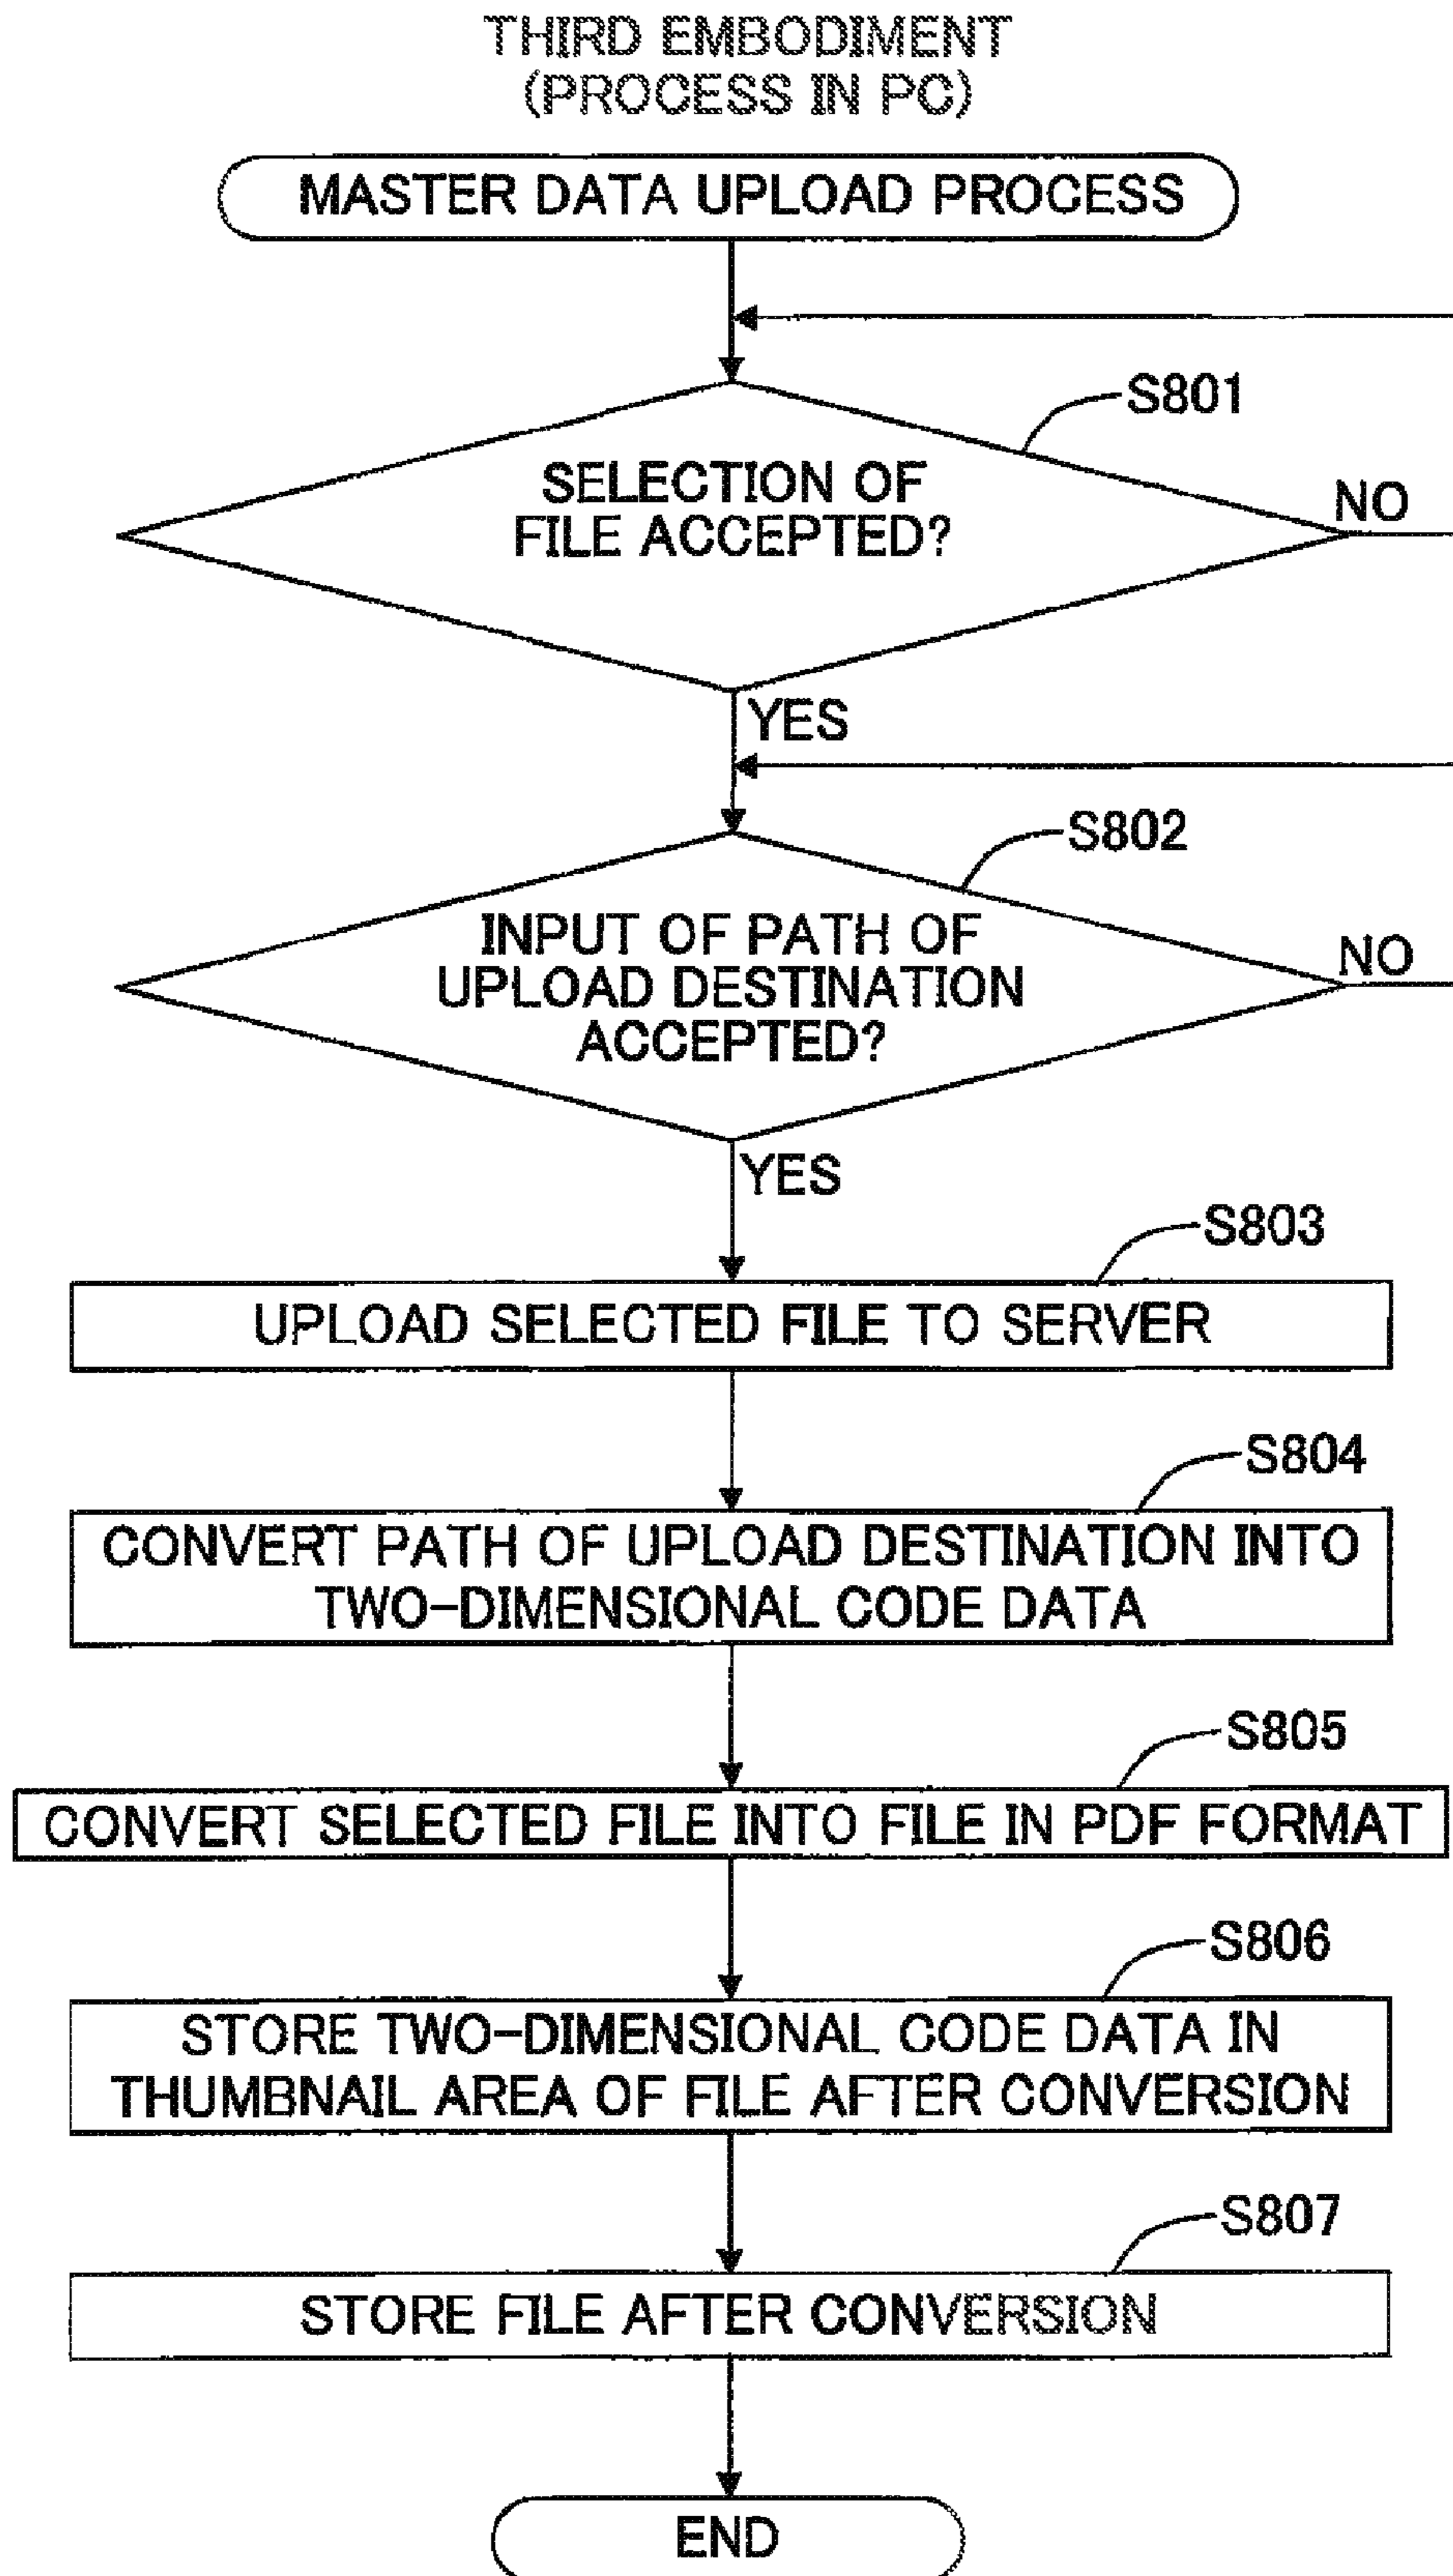 THIRD EMBODIMENT
(PROCESS IN PC)
MASTER DATA UPLOAD PROCESS
S801
SELECTION OF
FILE ACCEPTED?
NO
YES
S802
INPUT OF PATH OF
UPLOAD DESTINATION
ACCEPTED?
NO
YES
S803
UPLOAD SELECTED FILE TO SERVER
S804
CONVERT PATH OF UPLOAD DESTINATION INTO
TWO-DIMENSIONAL CODE DATA
S805
CONVERT SELECTED FILE INTO FILE IN PDF FORMAT
S806
STORE TWO-DIMENSIONAL CODE DATA IN
THUMBNAIL AREA OF FILE AFTER CONVERSION
S807
STORE FILE AFTER CONVERSION
END